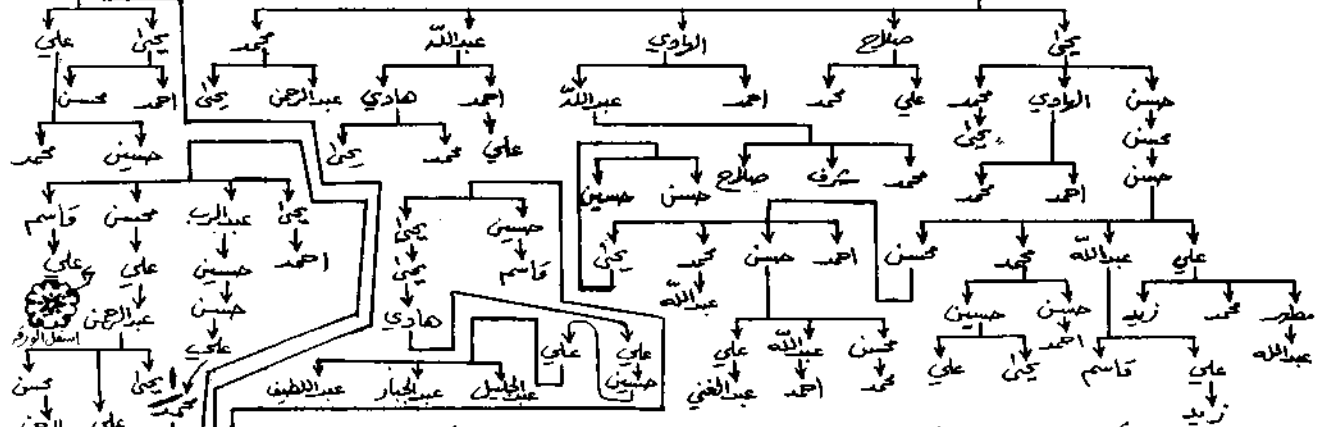 يحيى صلاح الهادي عبدالله محمد يحيى علي
حسن الهادي محمد علي محمد احمد عبدالله احمد هادي عبدالرحمن يحيى احمد محسن
محسن يحيى علي محمد يحيى حسين محمد
حسن احمد محمد محمد شرف صلاح حسن حسين
يحيى عبدالرب محسن قاسم
علي عبدالله محمد محسن احمد حسن محمد يحيى حسين يحيى
احمد حسين علي علي
قاسم يحيى عبدالله
مطهر محمد زيد حسن حسين هادي حسن عبدالرحمن
اسفل الورقة
عبدالله علي قاسم احمد يحيى علي محسن عبدالله علي علي علي علي
زيد محمد احمد عبدالغني حسين عبدالجليل عبدالجبار عبداللطيف محمد يحيى محسن
علي